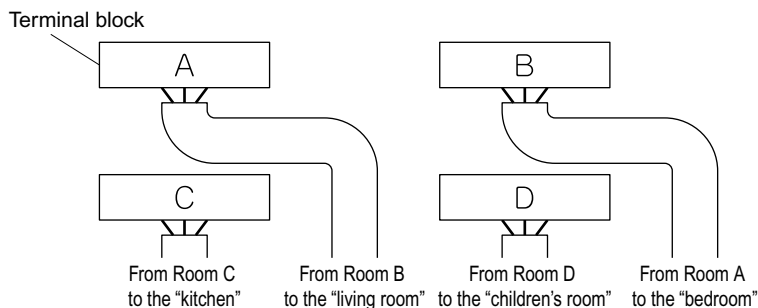 Terminal block
A
B
C
D
From Room C
to the “kitchen”
From Room B
to the “living room”
From Room D
to the “children’s room”
From Room A
to the “bedroom”